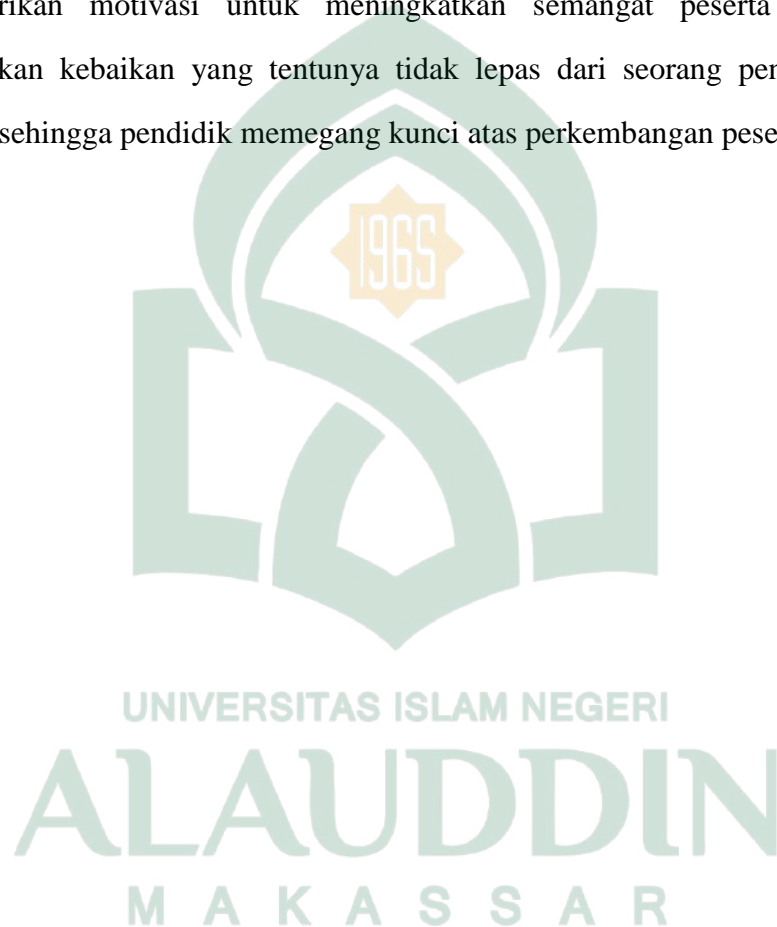 rikan motivasi untuk meningkatkan semangat peserta
kan kebaikan yang tentunya tidak lepas dari seorang per
sehingga pendidik memegang kunci atas perkembangan pese
1965
UNIVERSITAS ISLAM NEGERI
ALAUDDIN
MAKASSAR